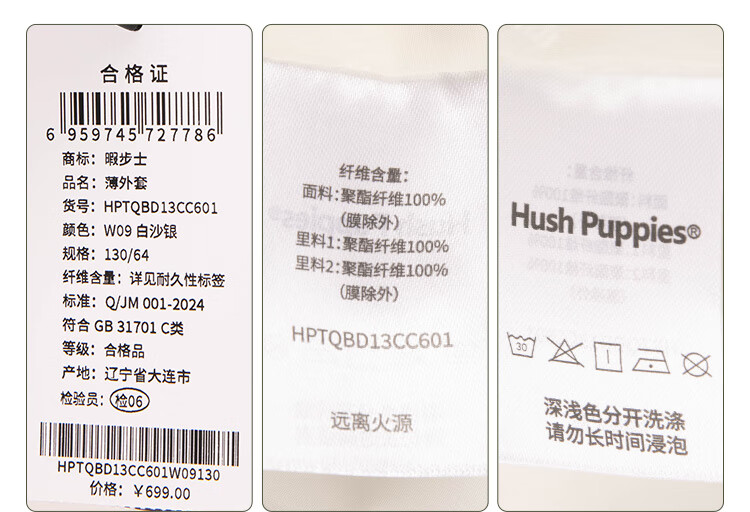 合格证
6 959745 727786
商标：暇步士
品名：薄外套
货号：HPTQBD13CC601
颜色：W09 白沙银
规格：130/64
纤维含量：详见耐久性标签
标准：Q/JM 001-2024
符合 GB 31701 C类
等级：合格品
产地：辽宁省大连市
检验员：检06
HPTQBD13CC601W09130
价格：￥699.00
纤维含量：
面料：聚酯纤维100%
（膜除外）
里料1：聚酯纤维100%
里料2：聚酯纤维100%
（膜除外）
HPTQBD13CC601
远离火源
Hush Puppies®
30
深浅色分开洗涤
请勿长时间浸泡